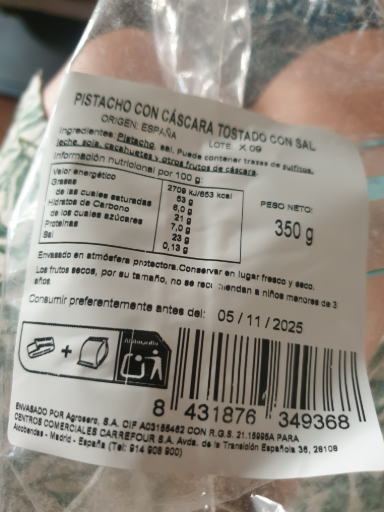 PISTACHO CON CÁSCARA TOSTADO CON SAL
ORIGEN: ESPAÑA LOTE: X 09
Ingredientes: Pistacho, sal. Puede contener trazas de sulfitos,
leche, soja, cacahuetes y otros frutos de cáscara.
Información nutricional por 100 g:
Valor energético 2709 KJ/653 kcal
Grasas 53 g
de las cuales saturadas 6,0 g
Hidratos de Carbono 21 g
de los cuales azúcares 7,0 g
Proteínas 23 g
Sal 0,13 g
PESO NETO:
350 g
Envasado en atmósfera protectora. Conservar en lugar fresco y seco.
Los frutos secos, por su tamaño, no se recomiendan a niños menores de 3
años.
Consumir preferentemente antes del: 05/11/2025
8 431876 349368
ENVASADO POR Agrosero, S.A. CIF A03155462 CON R.G.S. 21.15995A PARA
CENTROS COMERCIALES CARREFOUR S.A. Avda. de la Transición Española 36, 28108
Alcobendas - Madrid - España (Tel: 914 908 900)